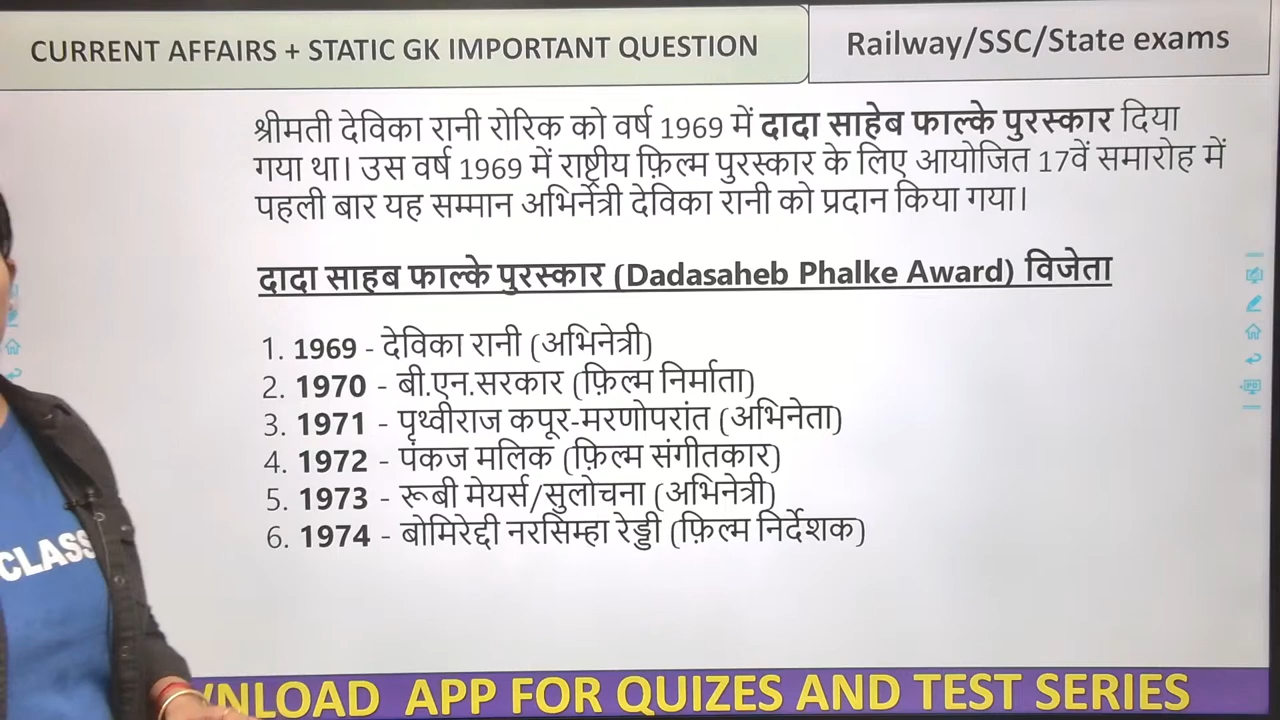 CURRENT AFFAIRS + STATIC GK IMPORTANT QUESTION
Railway/SSC/State exams
श्रीमती देविका रानी रोरिक को वर्ष 1969 में दादा साहेब फाल्के पुरस्कार दिया
गया था। उस वर्ष 1969 में राष्ट्रीय फ़िल्म पुरस्कार के लिए आयोजित 17वें समारोह में
पहली बार यह सम्मान अभिनेत्री देविका रानी को प्रदान किया गया।
दादा साहब फाल्के पुरस्कार (Dadasaheb Phalke Award) विजेता
1. 1969 - देविका रानी (अभिनेत्री)
2. 1970 - बी.एन.सरकार (फ़िल्म निर्माता)
3. 1971 - पृथ्वीराज कपूर-मरणोपरांत (अभिनेता)
4. 1972 - पंकज मलिक (फ़िल्म संगीतकार)
5. 1973 - रूबी मेयर्स/सुलोचना (अभिनेत्री)
6. 1974 - बोमिरेद्दी नरसिम्हा रेड्डी (फ़िल्म निर्देशक)
CLASS
WNLOAD APP FOR QUIZES AND TEST SERIES